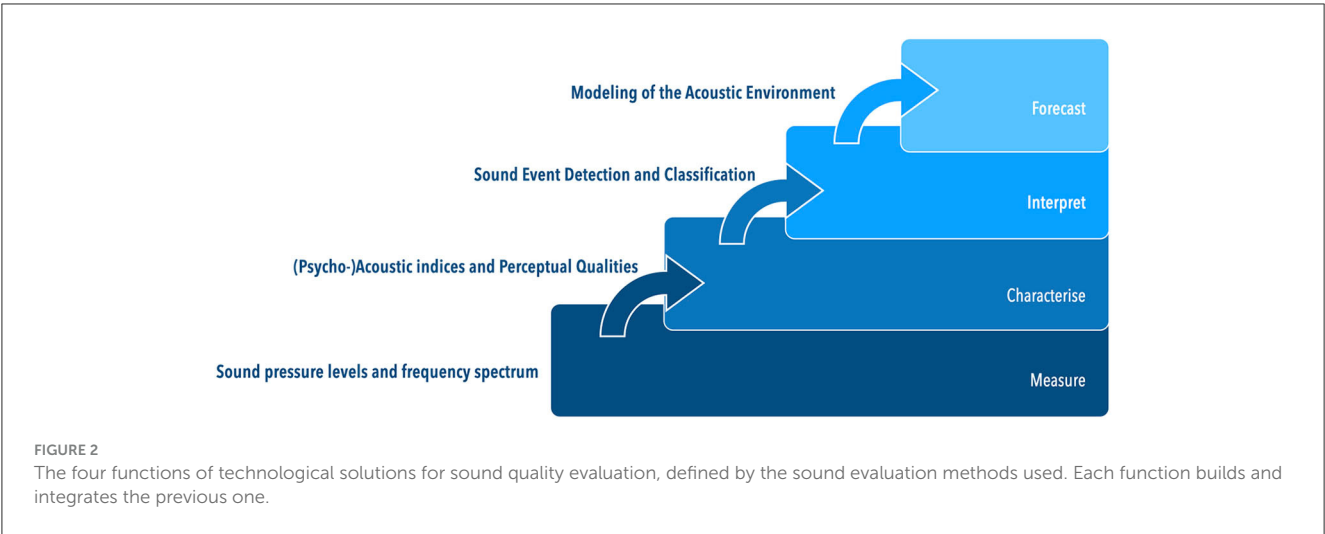 Modeling of the Acoustic Environment
Forecast
Sound Event Detection and Classification
Interpret
(Psycho-)Acoustic indices and Perceptual Qualities
Characterise
Sound pressure levels and frequency spectrum
Measure
FIGURE 2
The four functions of technological solutions for sound quality evaluation, defined by the sound evaluation methods used. Each function builds and
integrates the previous one.